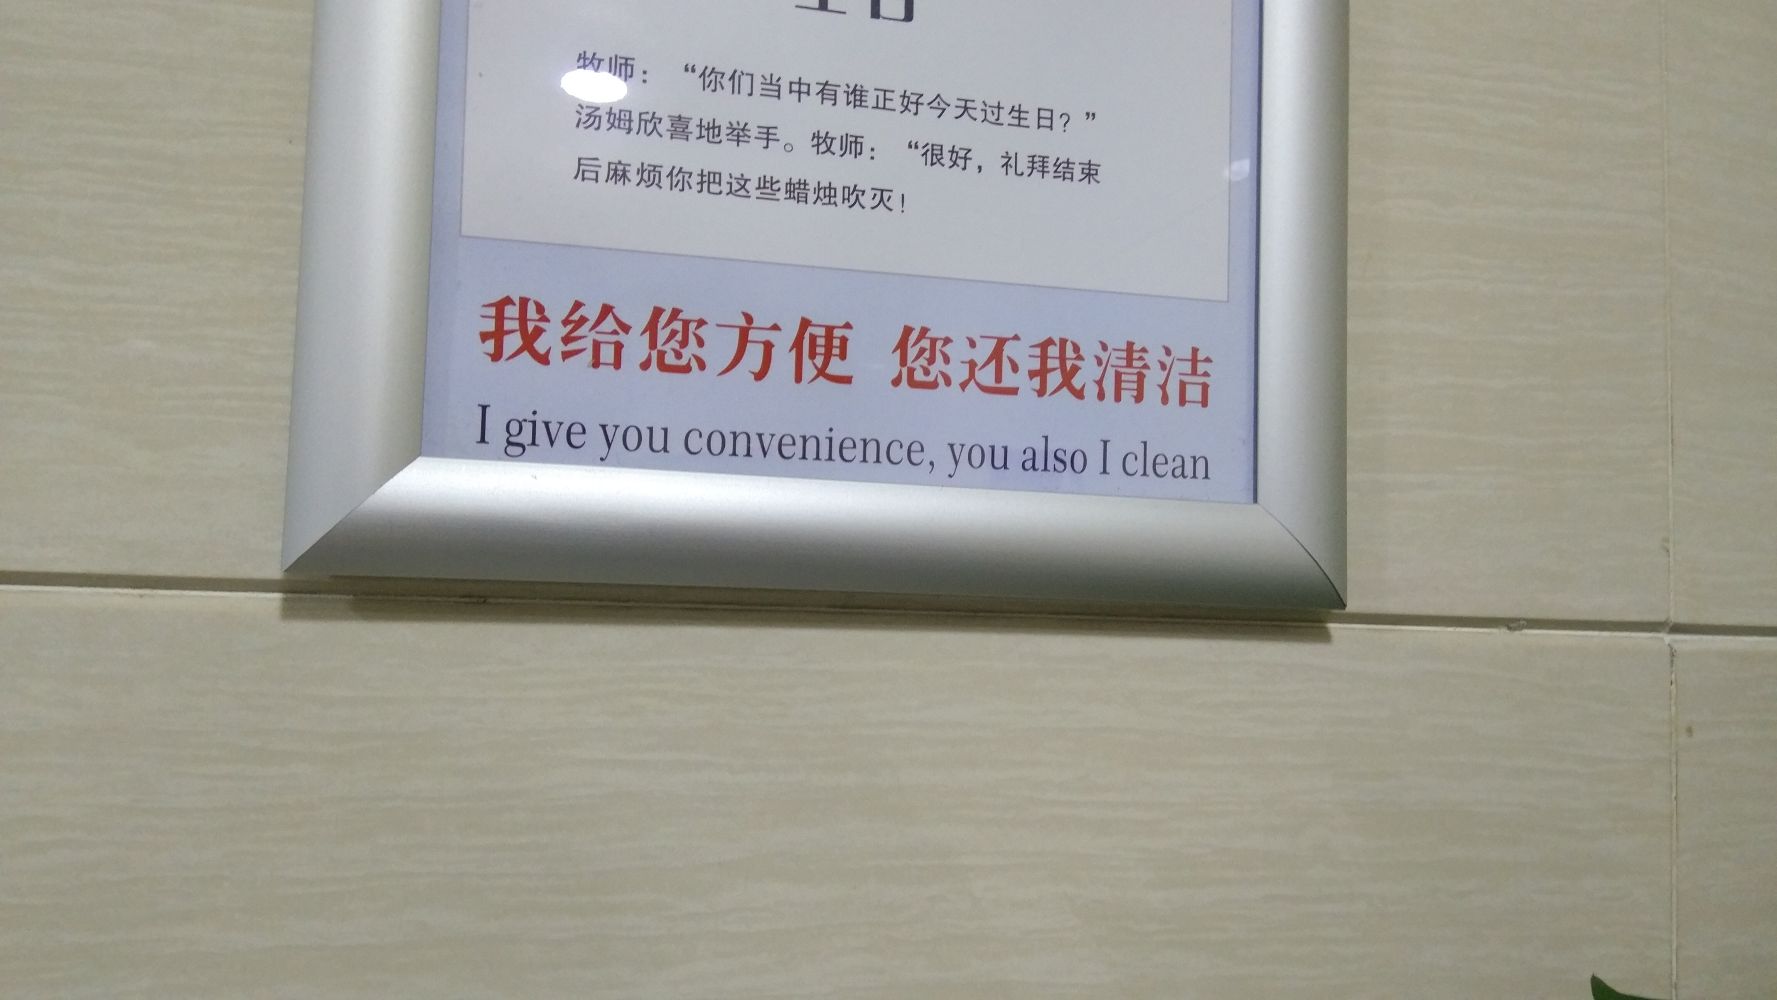 生日
牧师：“你们当中有谁正好今天过生日？”
汤姆欣喜地举手。牧师：“很好，礼拜结束
后麻烦你把这些蜡烛吹灭！
我给您方便 您还我清洁
I give you convenience, you also I clean